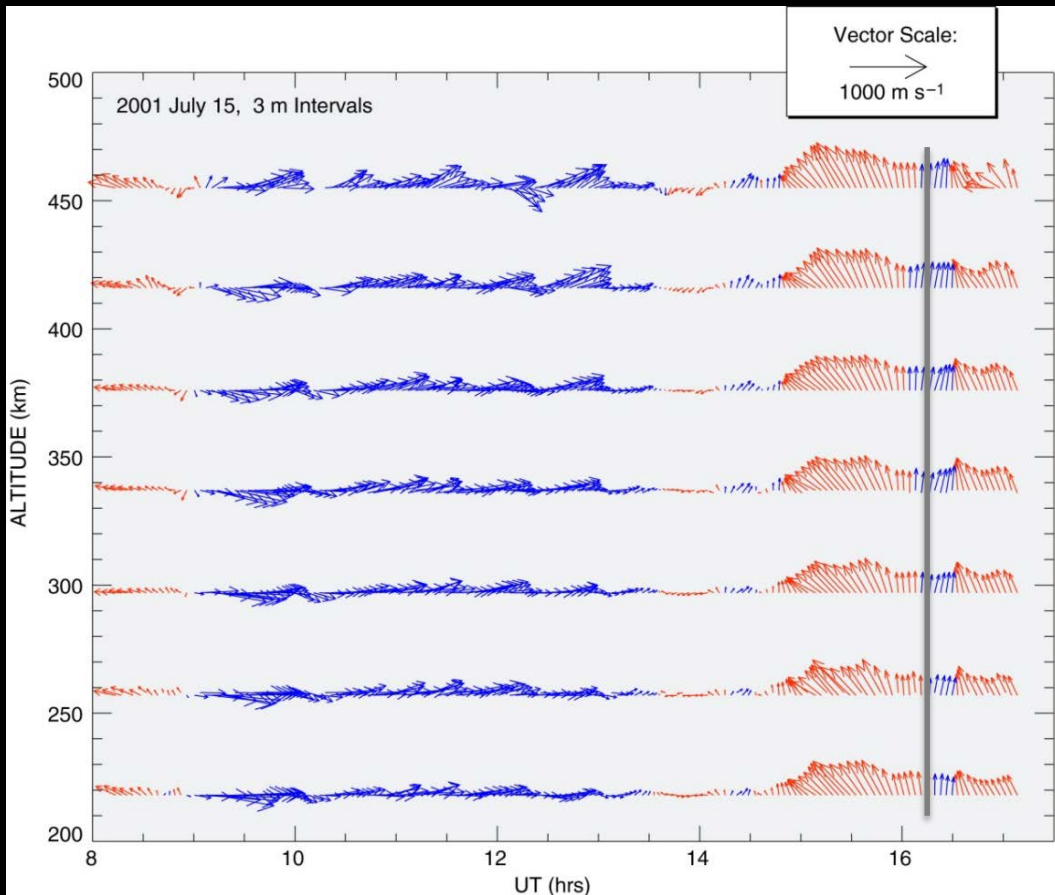 Vector Scale:
1000 m s⁻¹
2001 July 15, 3 m Intervals
500
450
400
350
300
250
200
ALTITUDE (km)
8
10
12
14
16
UT (hrs)